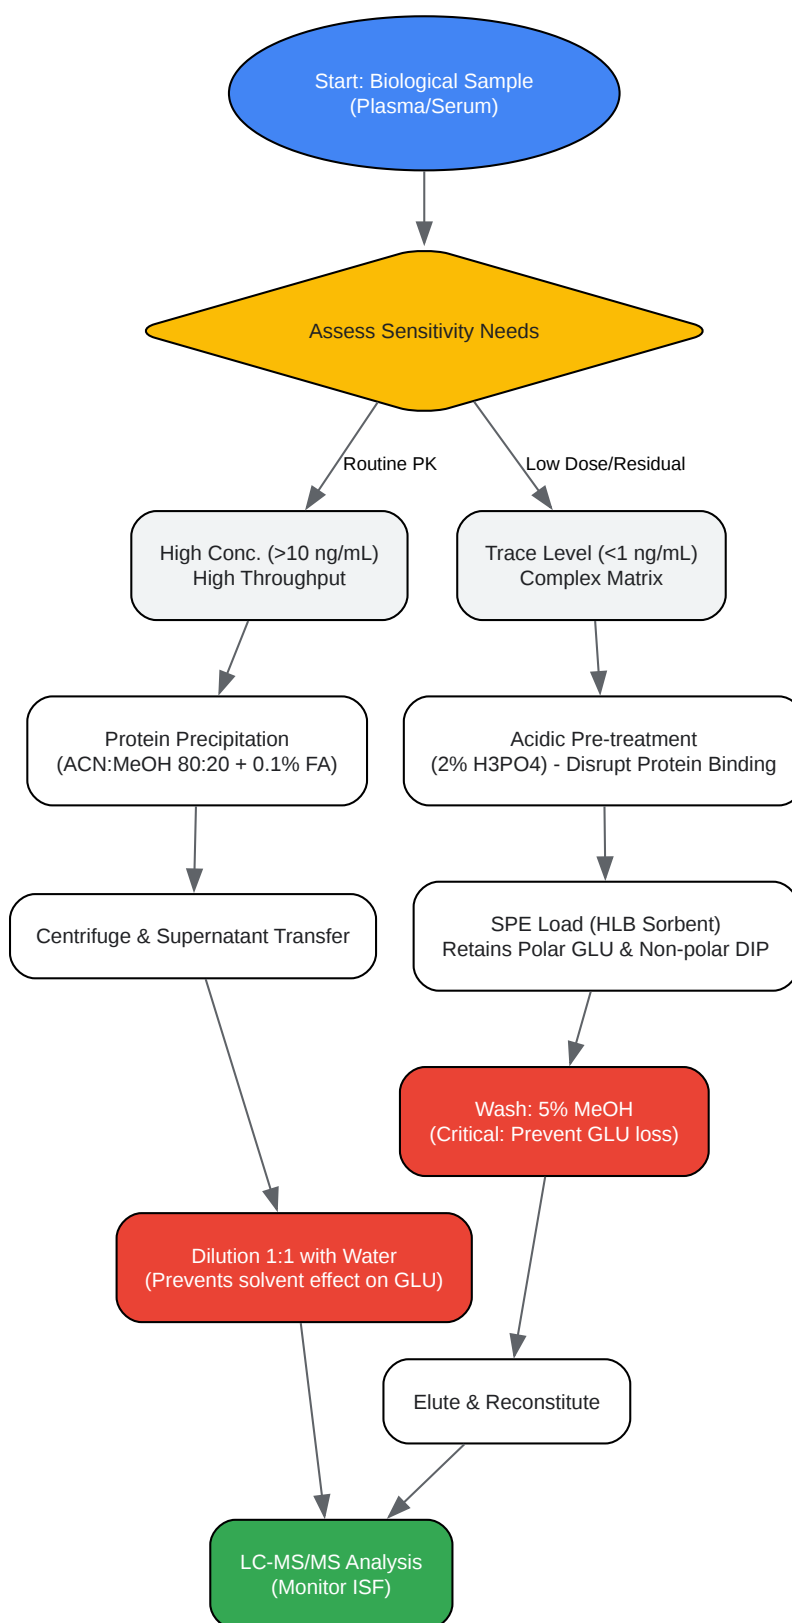 Start: Biological Sample
(Plasma/Serum)
Assess Sensitivity Needs
Routine PK
Low Dose/Residual
High Conc. (>10 ng/mL)
High Throughput
Trace Level (<1 ng/mL)
Complex Matrix
Protein Precipitation
(ACN:MeOH 80:20 + 0.1% FA)
Acidic Pre-treatment
(2% H3PO4) - Disrupt Protein Binding
Centrifuge & Supernatant Transfer
SPE Load (HLB Sorbent)
Retains Polar GLU & Non-polar DIP
Wash: 5% MeOH
(Critical: Prevent GLU loss)
Dilution 1:1 with Water
(Prevents solvent effect on GLU)
Elute & Reconstitute
LC-MS/MS Analysis
(Monitor ISF)